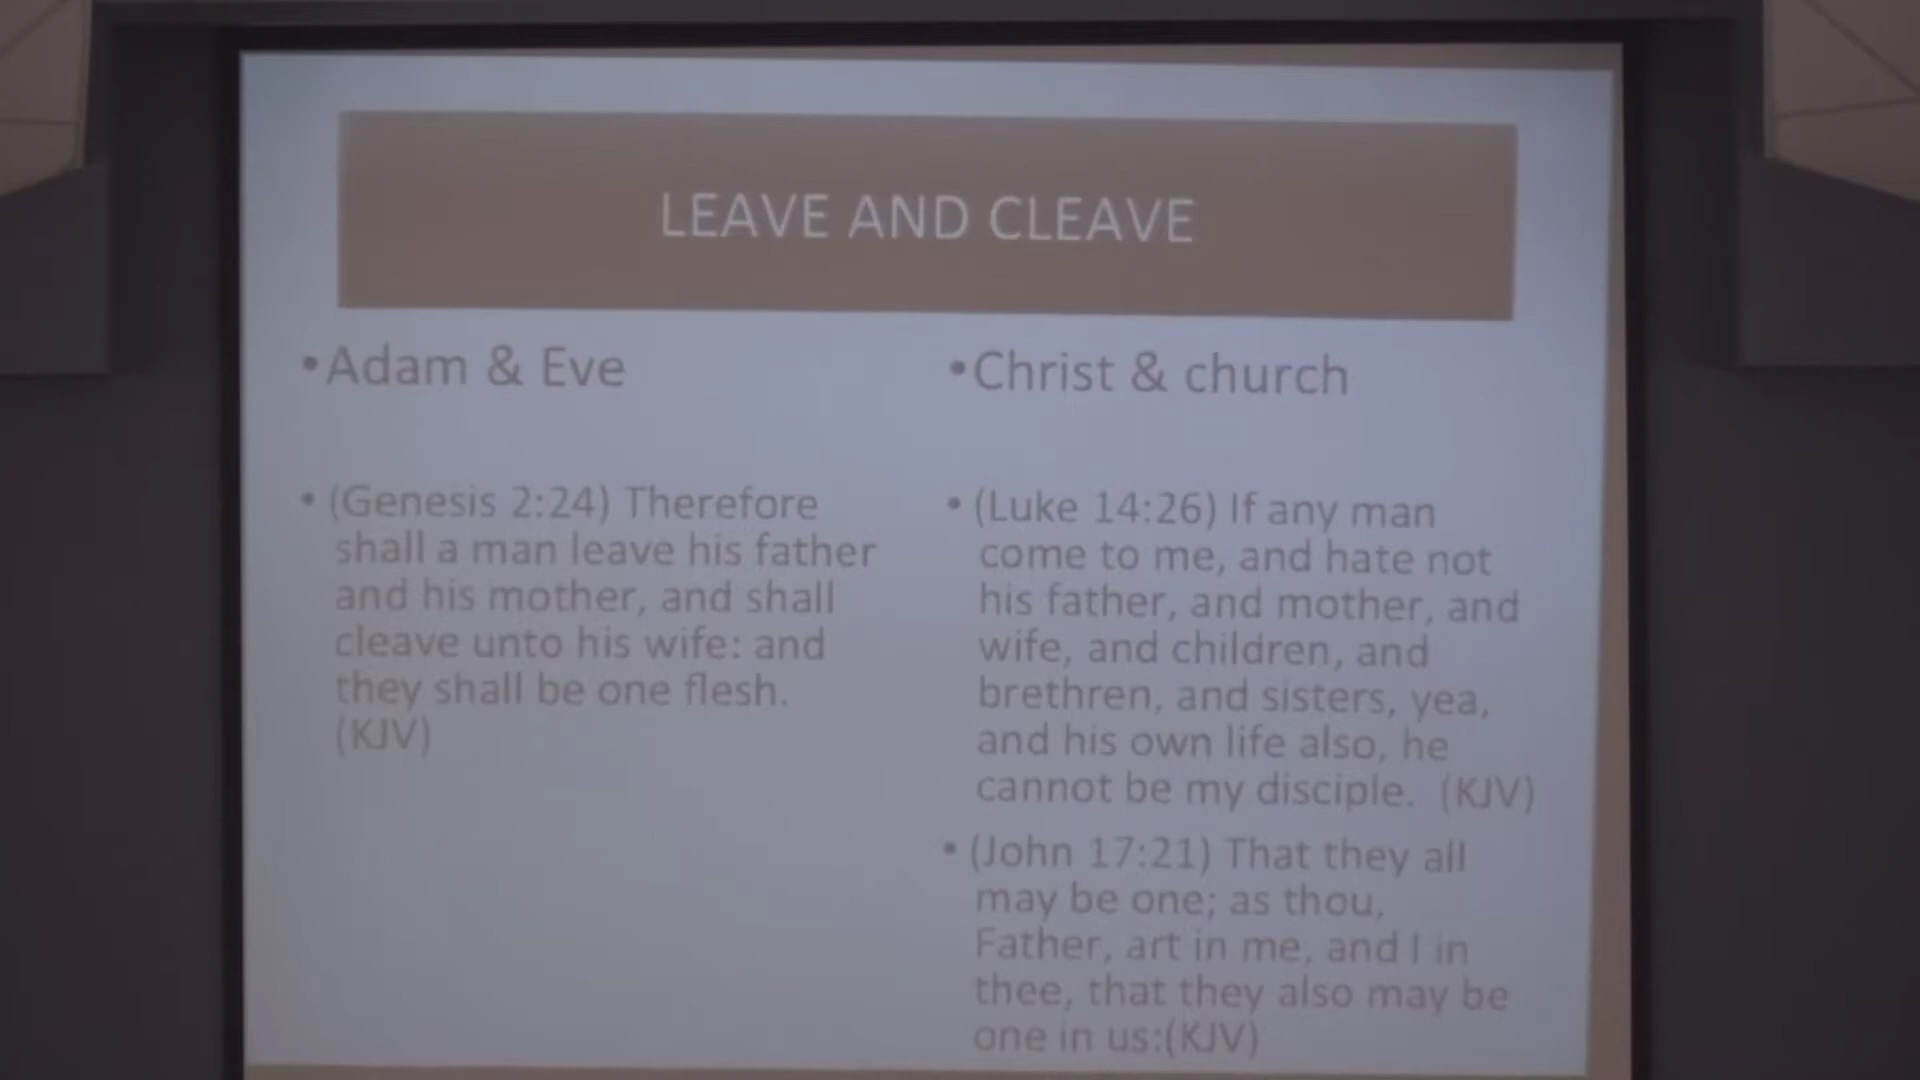 LEAVE AND CLEAVE
•Adam & Eve
• (Genesis 2:24) Therefore
shall a man leave his father
and his mother, and shall
cleave unto his wife: and
they shall be one flesh.
(KJV)
•Christ & church
• (Luke 14:26) If any man
come to me, and hate not
his father, and mother, and
wife, and children, and
brethren, and sisters, yea,
and his own life also, he
cannot be my disciple. (KJV)
• (John 17:21) That they all
may be one; as thou,
Father, art in me, and I in
thee, that they also may be
one in us:(KJV)